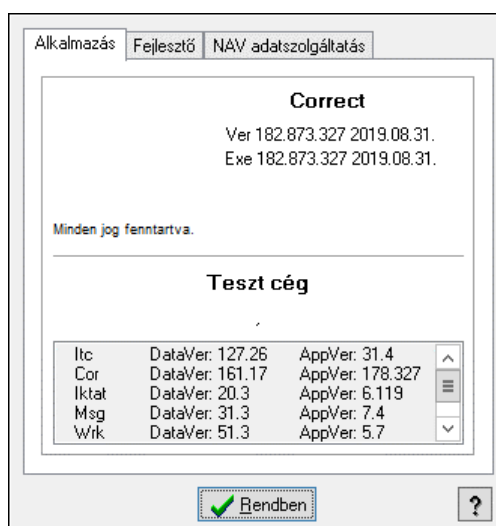 Alkalmazás Fejlesztő NAV adatszolgáltatás
Correct
Ver 182.873.327 2019.08.31.
Exe 182.873.327 2019.08.31.
Minden jog fenntartva.
Teszt cég
,
Itc DataVer: 127.26 AppVer: 31.4
Cor DataVer: 161.17 AppVer: 178.327
Iktat DataVer: 20.3 AppVer: 6.119
Msg DataVer: 31.3 AppVer: 7.4
Wrk DataVer: 51.3 AppVer: 5.7
Rendben ?